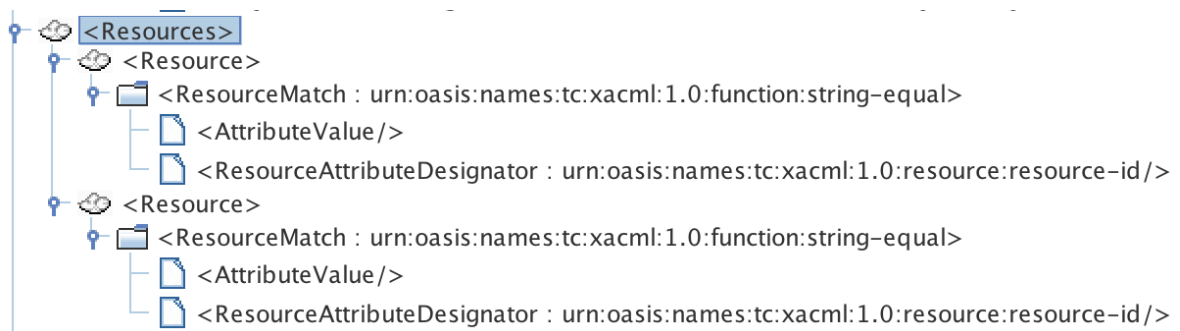 <Resources>
<Resource>
<ResourceMatch : urn:oasis:names:tc:xacml:1.0:function:string-equal>
<AttributeValue/>
<ResourceAttributeDesignator : urn:oasis:names:tc:xacml:1.0:resource:resource-id/>
<Resource>
<ResourceMatch : urn:oasis:names:tc:xacml:1.0:function:string-equal>
<AttributeValue/>
<ResourceAttributeDesignator : urn:oasis:names:tc:xacml:1.0:resource:resource-id/>